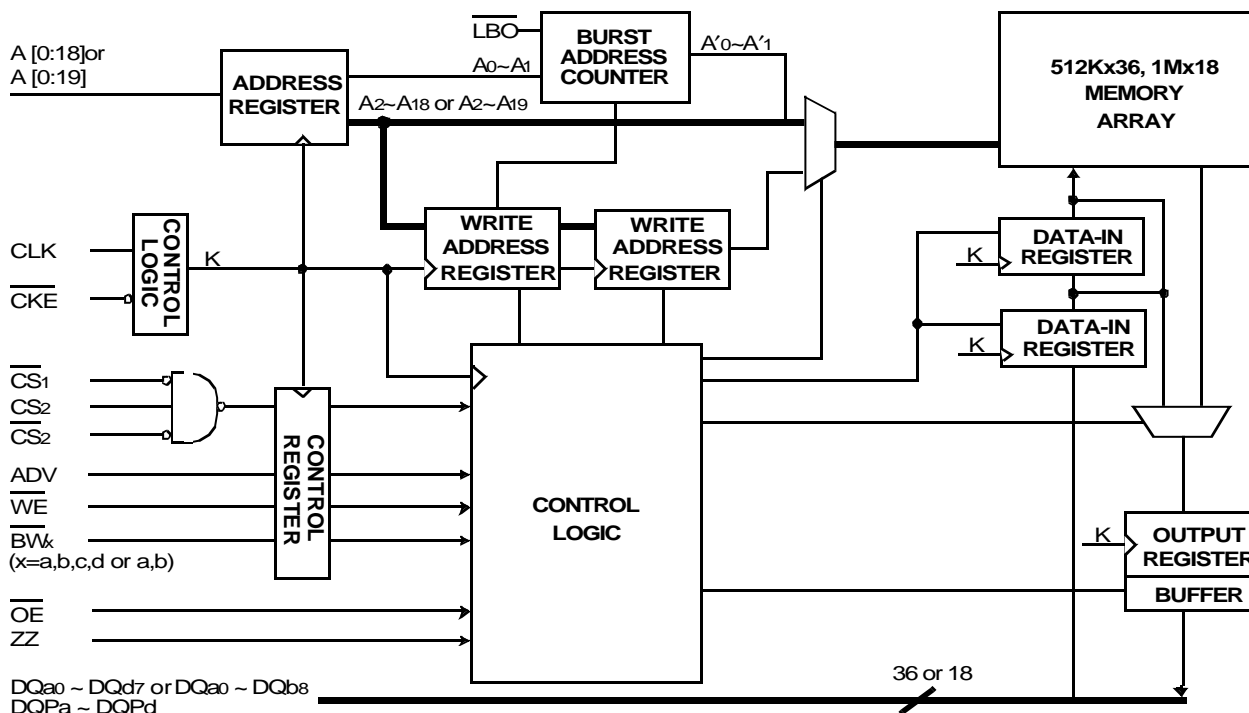 A [0:18]or
A [0:19]
ADDRESS
REGISTER
LBO
A0~A1
A2~A18 or A2~A19
BURST
ADDRESS
COUNTER
A′0~A′1
512Kx36, 1Mx18
MEMORY
ARRAY
CLK
CKE
CONTROL
LOGIC
K
WRITE
ADDRESS
REGISTER
WRITE
ADDRESS
REGISTER
K
DATA-IN
REGISTER
K
DATA-IN
REGISTER
CS1
CS2
CS2
ADV
WE
BWx
(x=a,b,c,d or a,b)
CONTROL
REGISTER
CONTROL
LOGIC
K
OUTPUT
REGISTER
BUFFER
OE
ZZ
DQa0 ~ DQd7 or DQa0 ~ DQb8
DQPa ~ DQPd
36 or 18